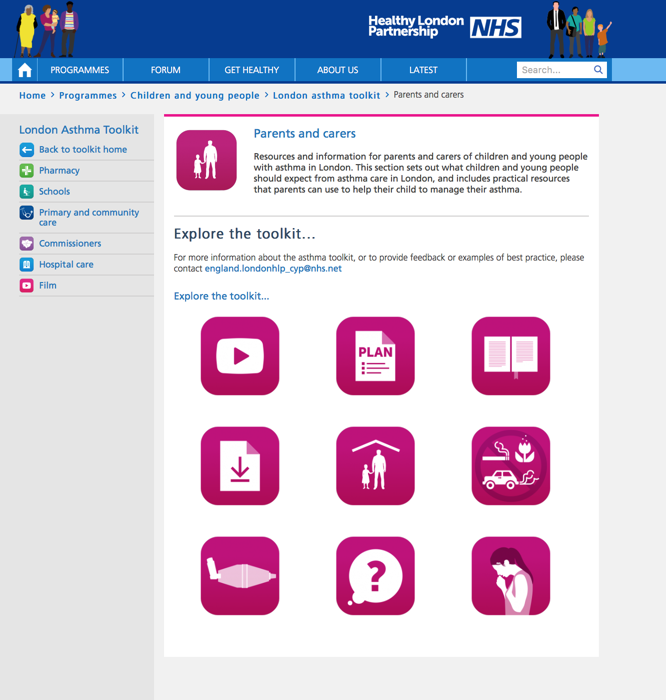 Healthy London
Partnership
NHS
PROGRAMMES FORUM GET HEALTHY ABOUT US LATEST Search...
Home > Programmes > Children and young people > London asthma toolkit > Parents and carers
London Asthma Toolkit
Back to toolkit home
Pharmacy
Schools
Primary and community
care
Commissioners
Hospital care
Film
Parents and carers
Resources and information for parents and carers of children and young people
with asthma in London. This section sets out what children and young people
should expect from asthma care in London, and includes practical resources
that parents can use to help their child to manage their asthma.
Explore the toolkit...
For more information about the asthma toolkit, or to provide feedback or examples of best practice, please
contact england.londonhlp_cyp@nhs.net
Explore the toolkit...
PLAN
?